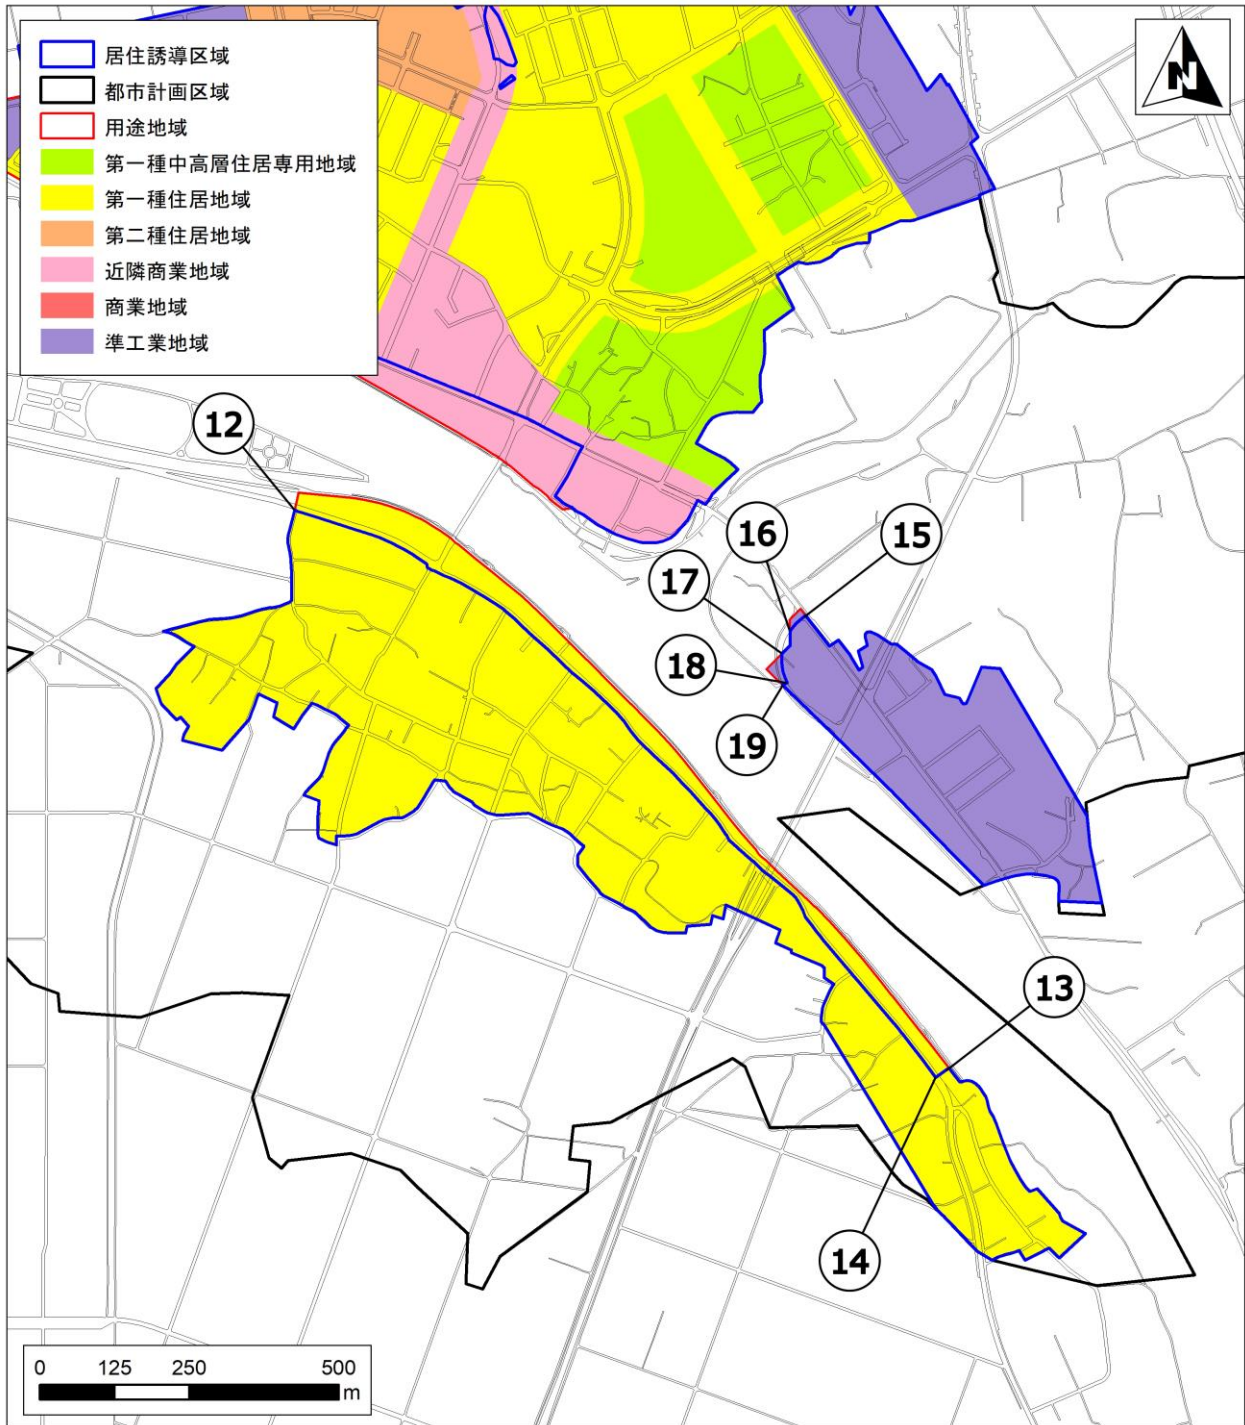 居住誘導区域
都市計画区域
用途地域
第一種中高層住居専用地域
第一種住居地域
第二種住居地域
近隣商業地域
商業地域
準工業地域
N
12
16
15
17
18
19
13
14
0 125 250 500
m